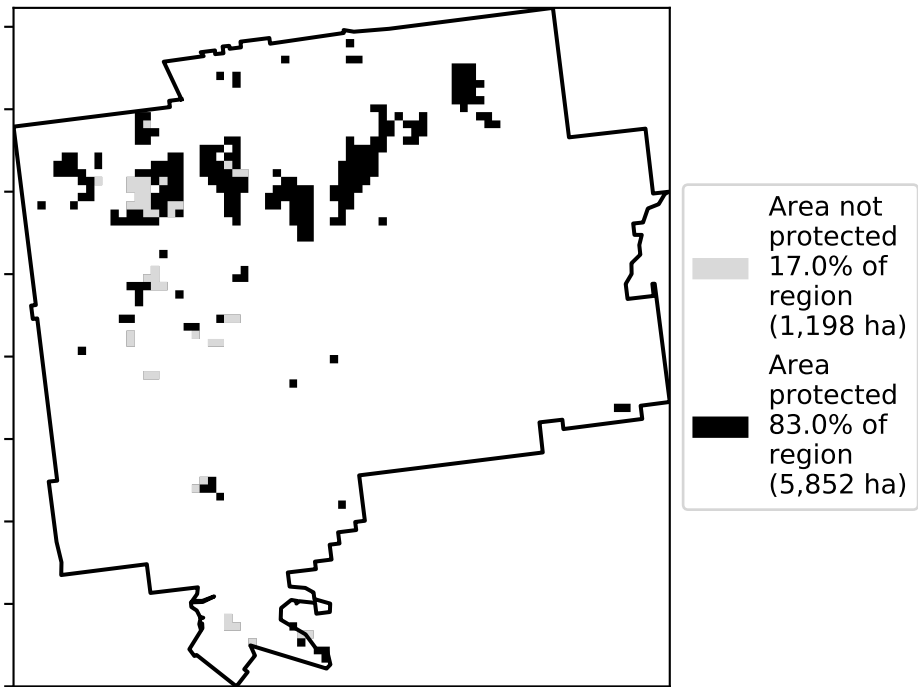 Area not
protected
17.0% of
region
(1,198 ha)
Area
protected
83.0% of
region
(5,852 ha)